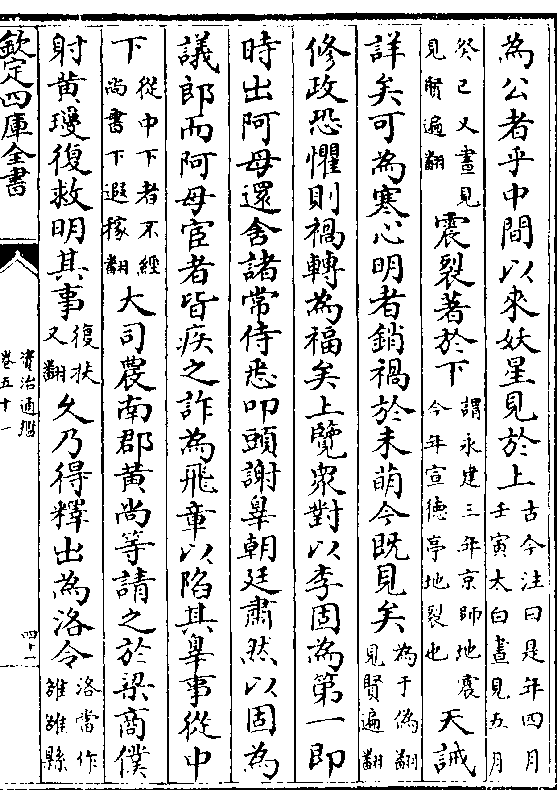 為公者乎中間以來妖星見於上古今注曰是年四月壬寅太白晝見五月
癸巳又晝見見賢遍翻震裂著於下謂永建三年京師地震今年宣德亭地裂也天誡
詳矣可為寒心明者銷禍於未萌今既見矣為于偽翻見賢遍翻
修政恐懼則禍轉為福矣上覽衆對以李固為第一即
時出阿母還舍諸常侍悉叩頭謝辠朝廷肅然以固為
議郎而阿母宦者皆疾之詐為飛章以陷其辠事從中
下從中下者不經尚書下遐稼翻大司農南郡黄尚等請之於梁商僕
射黄瓊復救明其事復扶又翻久乃得釋出為洛令洛當作雒雒縣
欽定四庫全書
資治通鑑
卷五十一
四十二